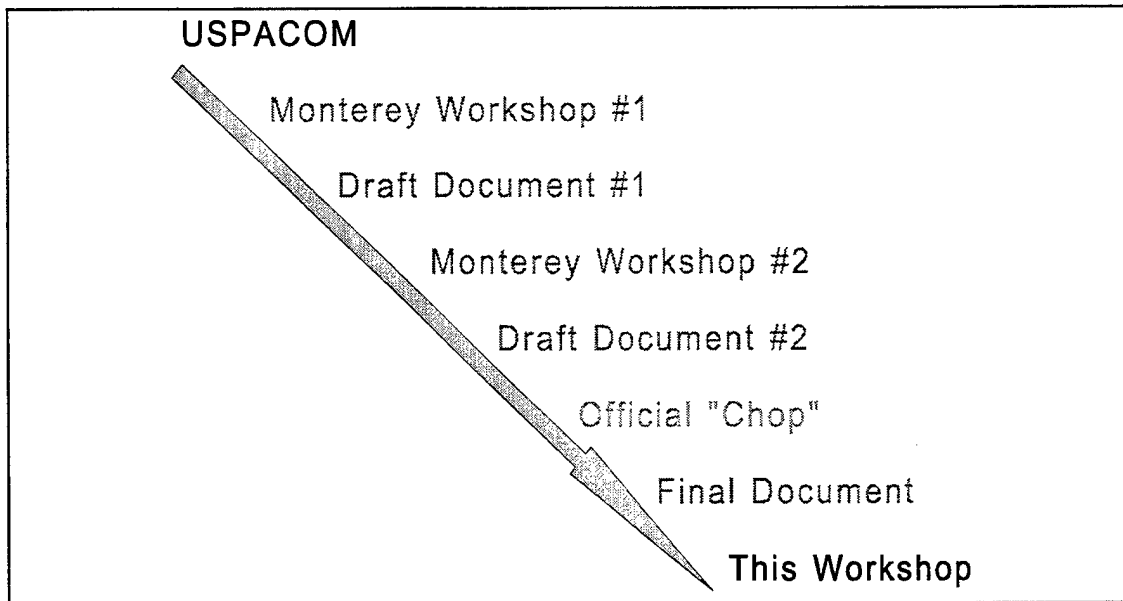 USPACOM
Monterey Workshop #1
Draft Document #1
Monterey Workshop #2
Draft Document #2
Official "Chop"
Final Document
This Workshop